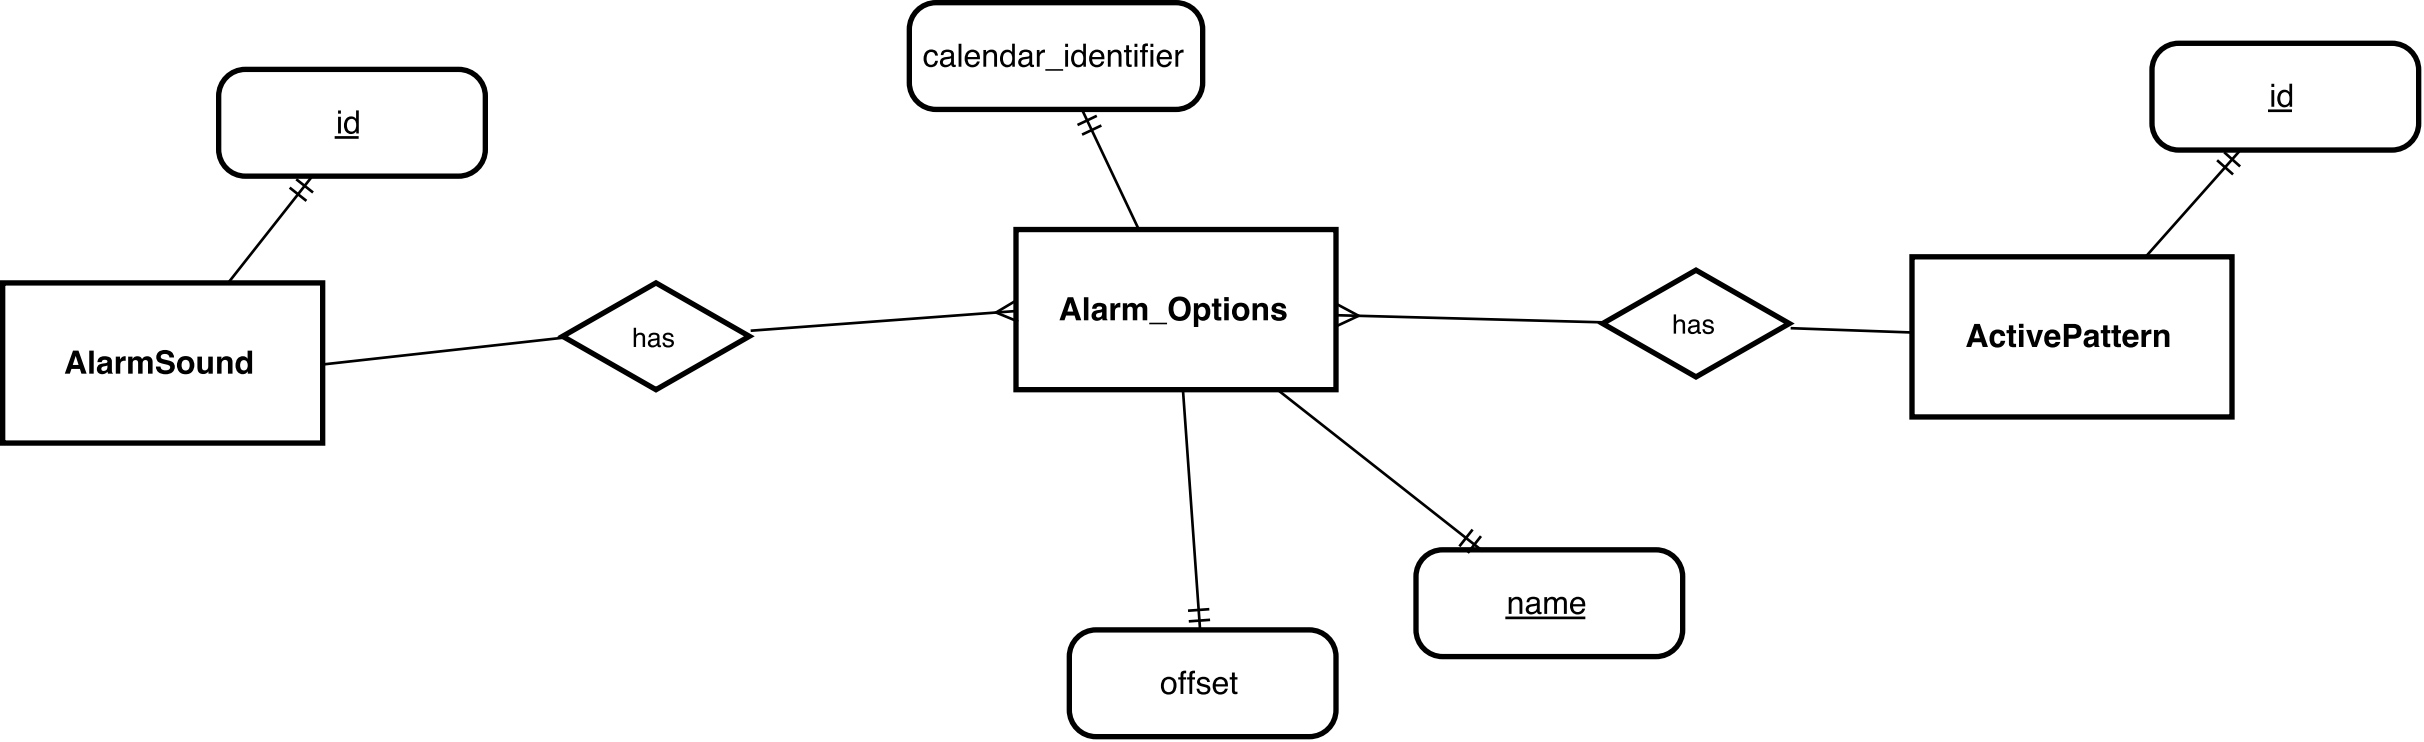 calendar_identifier
id
id
Alarm_Options
has
has
AlarmSound
ActivePattern
name
offset